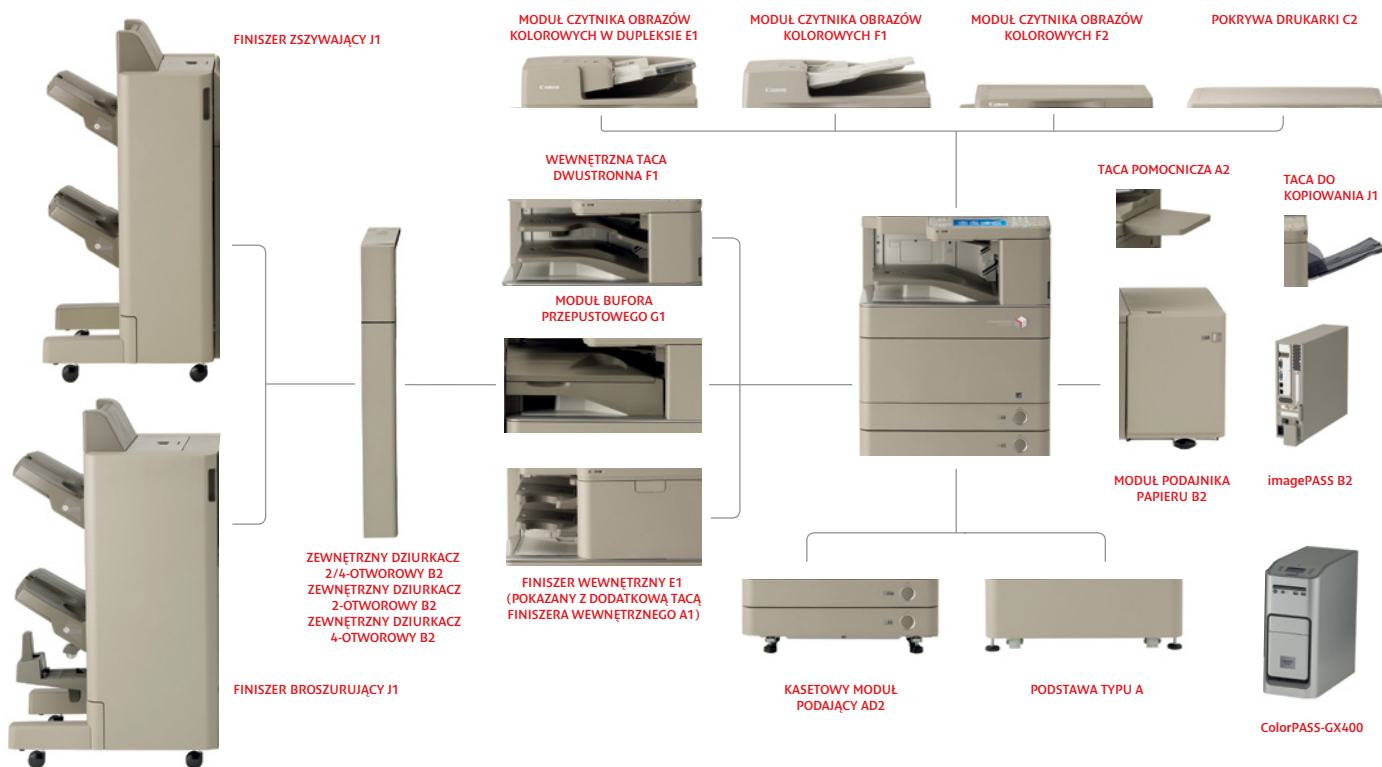 FINISZER ZSZYWAJĄCY J1
MODUŁ CZYTNIKA OBRAZÓW
KOLOROWYCH W DUPLEKSIE E1
MODUŁ CZYTNIKA OBRAZÓW
KOLOROWYCH F1
MODUŁ CZYTNIKA OBRAZÓW
KOLOROWYCH F2
POKRYWA DRUKARKI C2
Canon
Canon
Canon
WEWNĘTRZNA TACA
DWUSTRONNA F1
TACA POMOCNICZA A2
TACA DO
KOPIOWANIA J1
MODUŁ BUFORA
PRZEPUSTOWEGO G1
MODUŁ PODAJNIKA
PAPIERU B2
imagePASS B2
ZEWNĘTRZNY DZIURKACZ
2/4-OTWOROWY B2
ZEWNĘTRZNY DZIURKACZ
2-OTWOROWY B2
ZEWNĘTRZNY DZIURKACZ
4-OTWOROWY B2
FINISZER WEWNĘTRZNY E1
(POKAZANY Z DODATKOWĄ TACĄ
FINISZERA WEWNĘTRZNEGO A1)
FINISZER BROSZURUJĄCY J1
KASETOWY MODUŁ
PODAJĄCY AD2
PODSTAWA TYPU A
ColorPASS-GX400